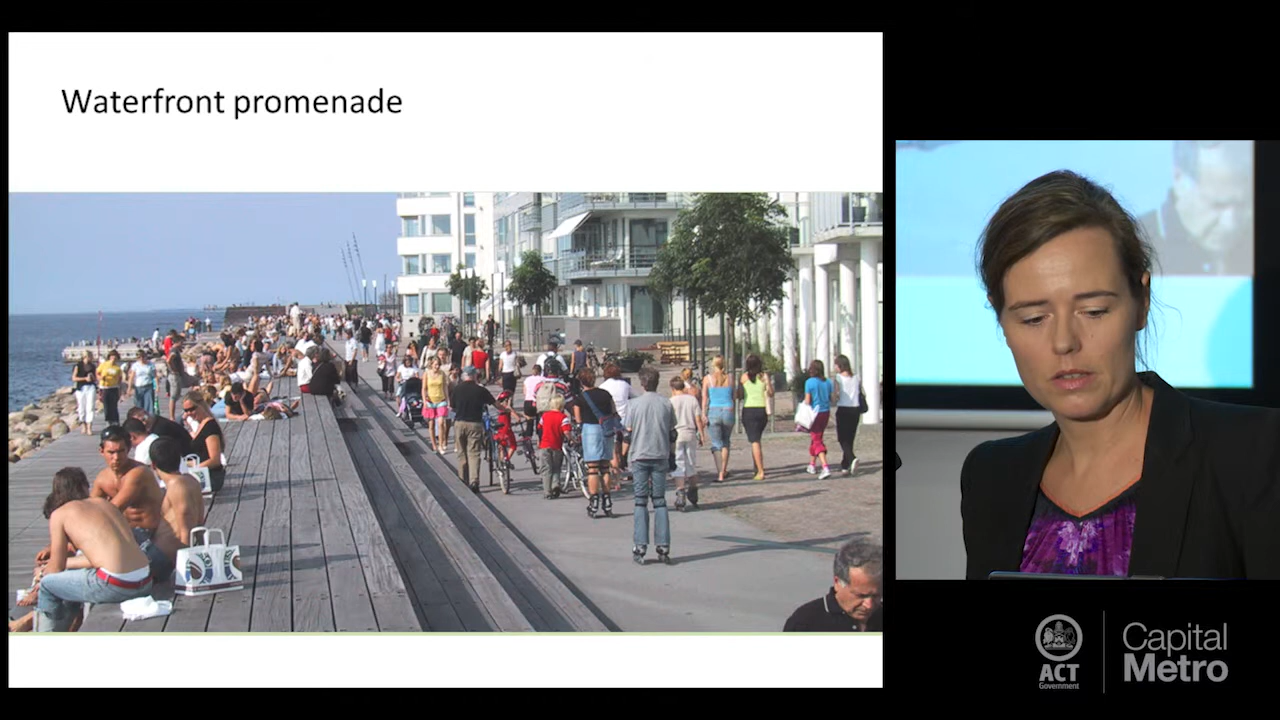 Waterfront promenade
ACT
Government
Capital
Metro